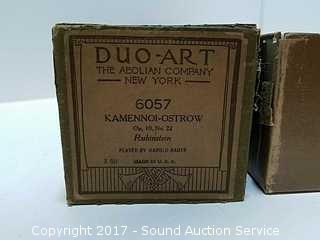 DUO-ART
THE AEOLIAN COMPANY
NEW YORK
6057
KAMENNOI-OSTROW
Op. 10, No. 22
Rubinstein
PLAYED BY HAROLD BAUER
MADE IN U.S.A.
Copyright 2017 - Sound Auction Service